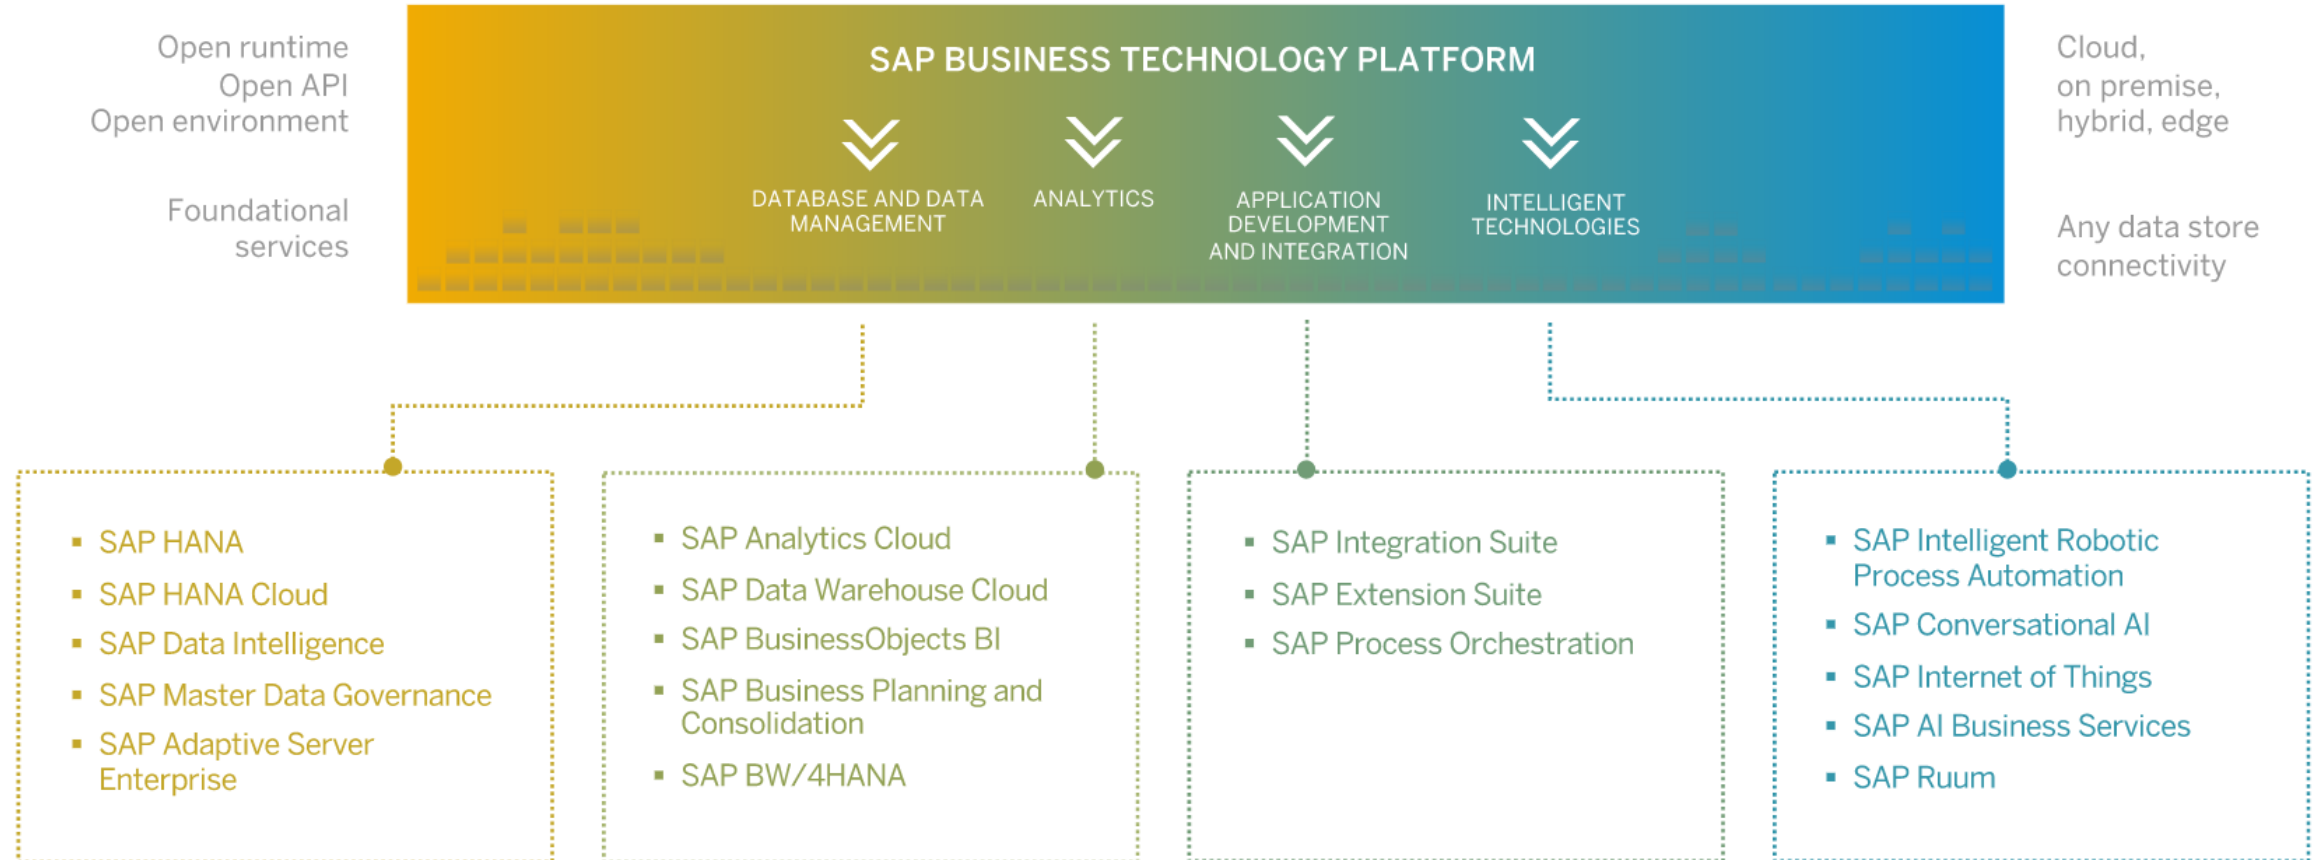 Open runtime
Open API
Open environment
Foundational
services
SAP BUSINESS TECHNOLOGY PLATFORM
DATABASE AND DATA
MANAGEMENT
ANALYTICS
APPLICATION
DEVELOPMENT
AND INTEGRATION
INTELLIGENT
TECHNOLOGIES
Cloud,
on premise,
hybrid, edge
Any data store
connectivity
▪ SAP HANA
▪ SAP HANA Cloud
▪ SAP Data Intelligence
▪ SAP Master Data Governance
▪ SAP Adaptive Server
Enterprise
▪ SAP Analytics Cloud
▪ SAP Data Warehouse Cloud
▪ SAP BusinessObjects BI
▪ SAP Business Planning and
Consolidation
▪ SAP BW/4HANA
▪ SAP Integration Suite
▪ SAP Extension Suite
▪ SAP Process Orchestration
▪ SAP Intelligent Robotic
Process Automation
▪ SAP Conversational AI
▪ SAP Internet of Things
▪ SAP AI Business Services
▪ SAP Ruum